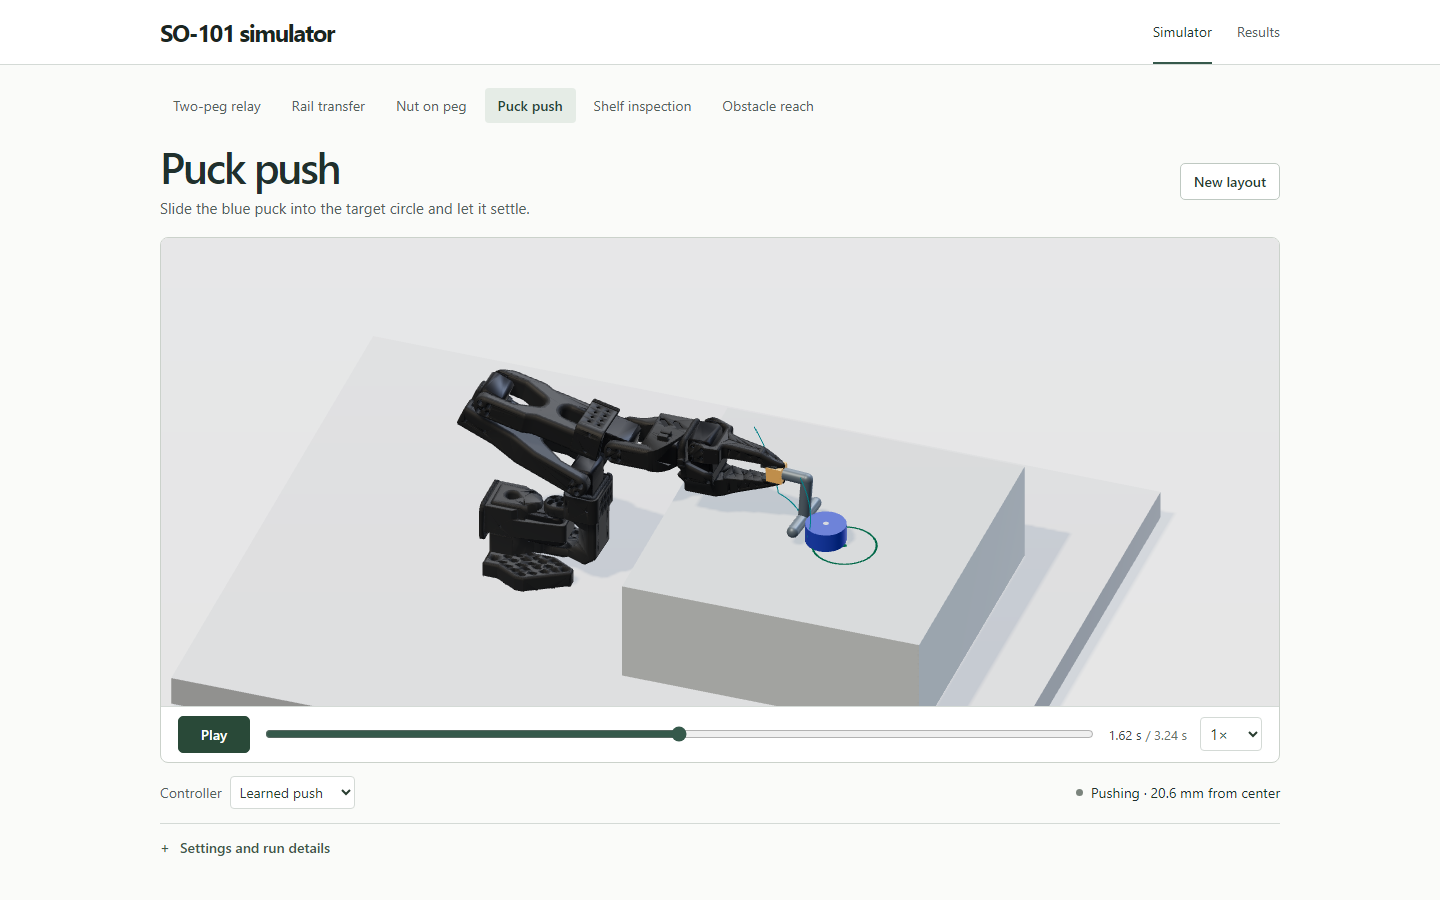 SO-101 simulator
Simulator Results
Two-peg relay Rail transfer Nut on peg Puck push Shelf inspection Obstacle reach
Puck push
New layout
Slide the blue puck into the target circle and let it settle.
Play 1.62 s / 3.24 s 1×
Controller Learned push Pushing · 20.6 mm from center
+ Settings and run details